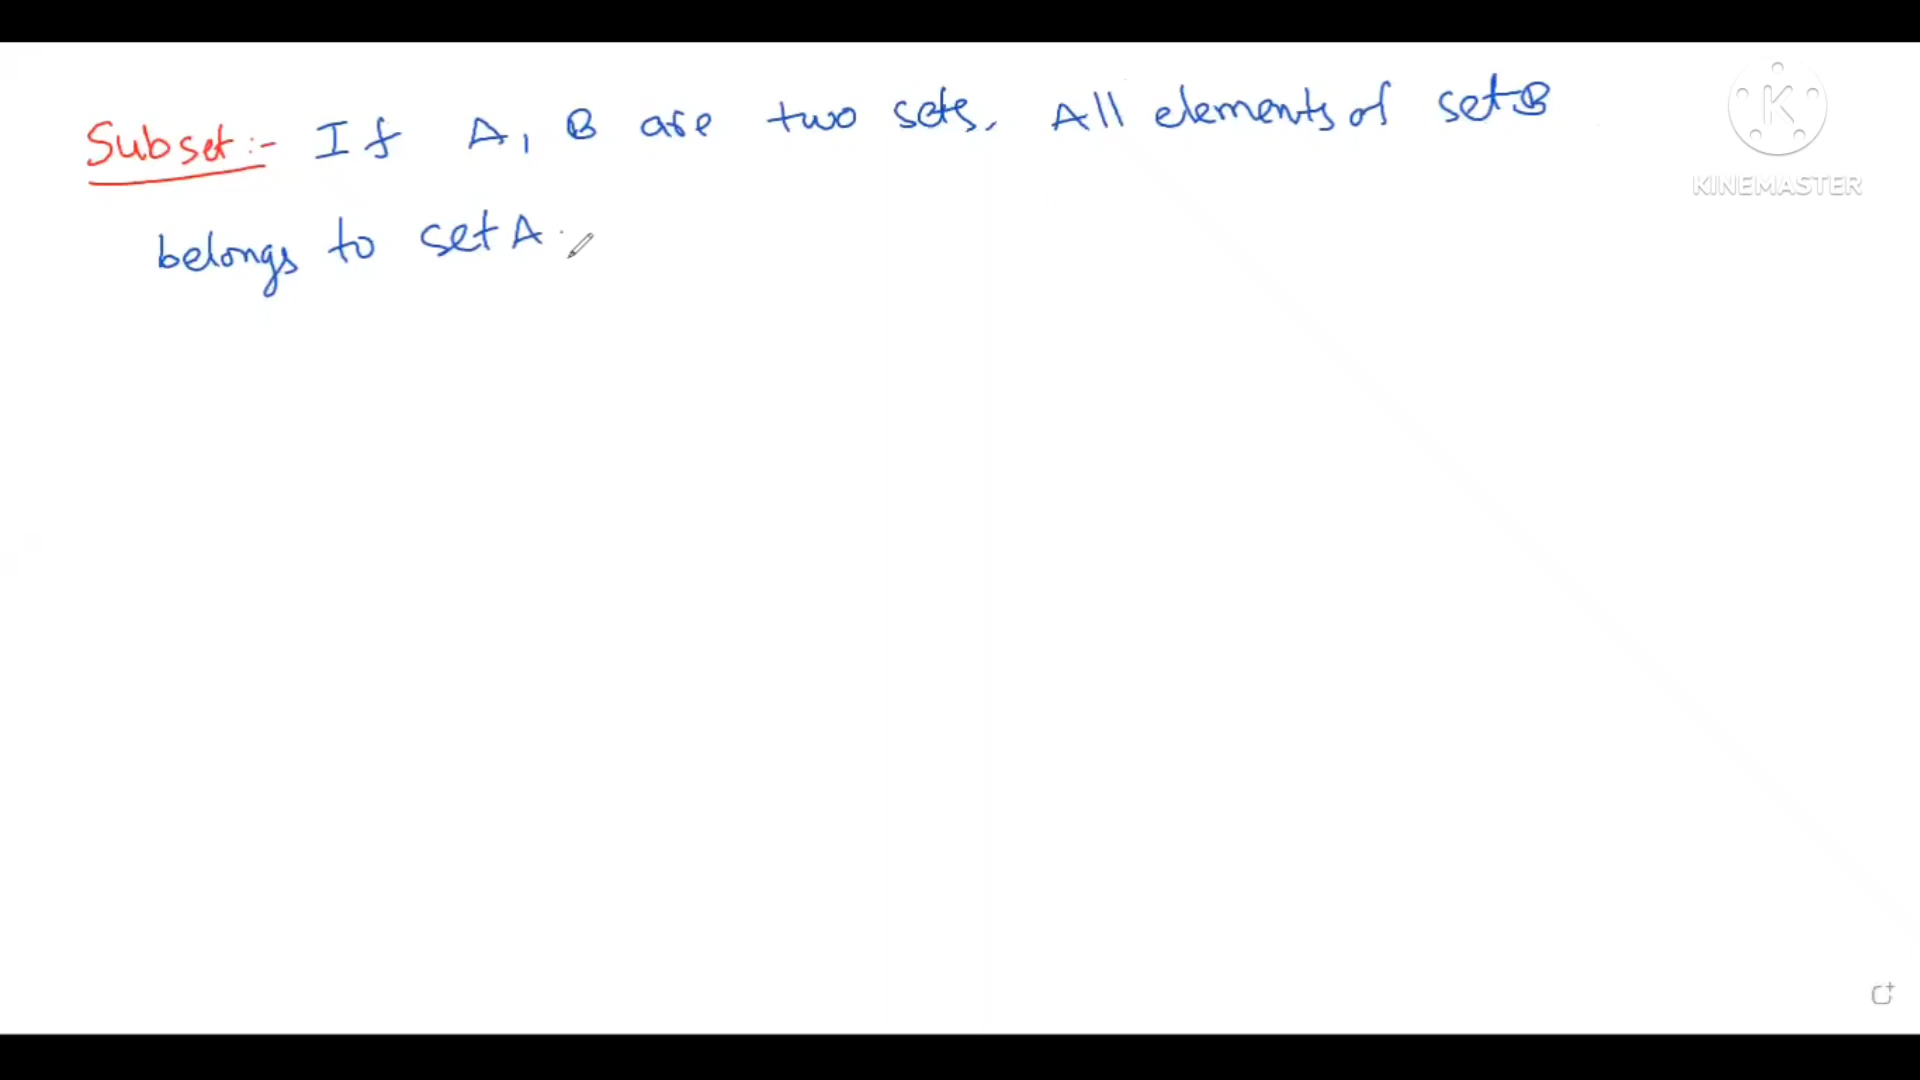 Subset:- If A, B are two sets. All elements of set B
belongs to set A.
KINEMASTER